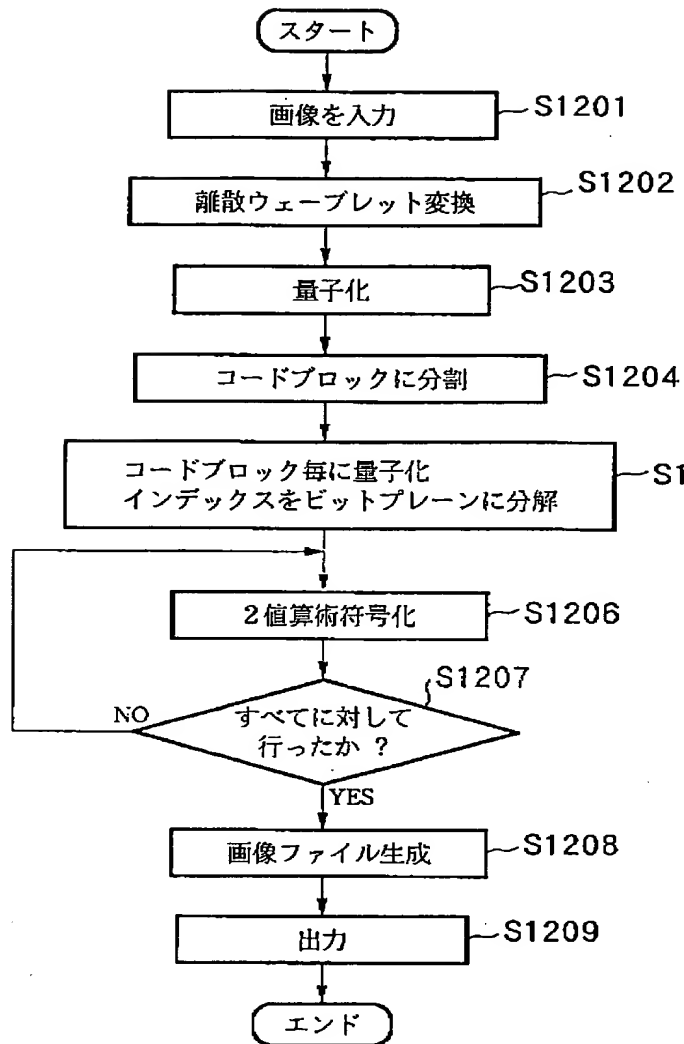 スタート
画像を入力
S1201
離散ウェーブレット変換
S1202
量子化
S1203
コードブロックに分割
S1204
コードブロック毎に量子化
インデックスをビットプレーンに分解
S1
2値算術符号化
S1206
S1207
すべてに対して
行ったか ?
NO
YES
画像ファイル生成
S1208
出力
S1209
エンド